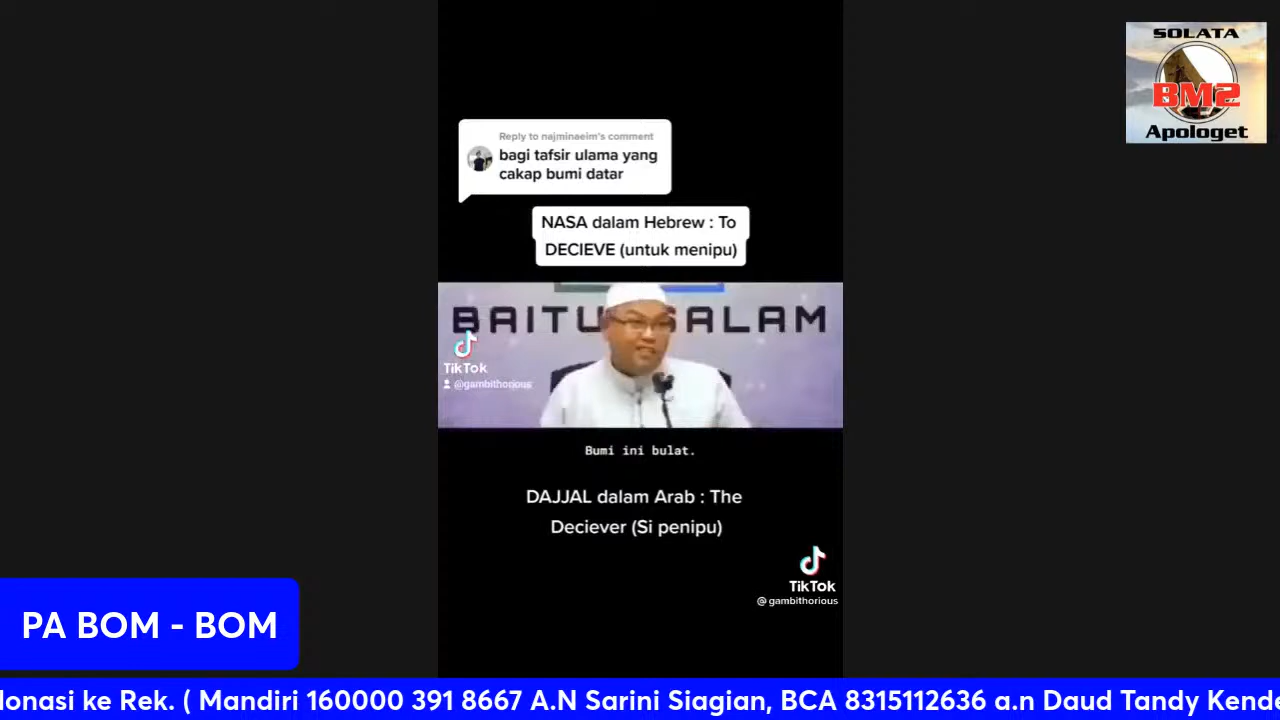 SOLATA
BM2
Apologet
Reply to najminaeim's comment
bagi tafsir ulama yang
cakap bumi datar
NASA dalam Hebrew : To
DECIEVE (untuk menipu)
BAITU SALAM
TikTok
@gambithorious
Bumi ini bulat.
DAJJAL dalam Arab : The
Deciever (Si penipu)
TikTok
@gambithorious
PA BOM - BOM
donasi ke Rek. ( Mandiri 160000 391 8667 A.N Sarini Siagian, BCA 8315112636 a.n Daud Tandy Kende